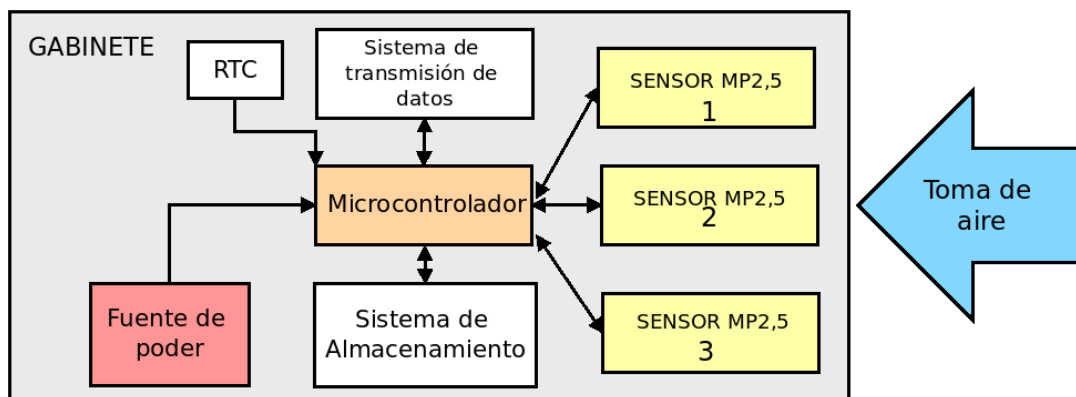 GABINETE
RTC
Sistema de
transmisión de
datos
SENSOR MP2,5
1
Microcontrolador
SENSOR MP2,5
2
Toma de
aire
Fuente de
poder
Sistema de
Almacenamiento
SENSOR MP2,5
3